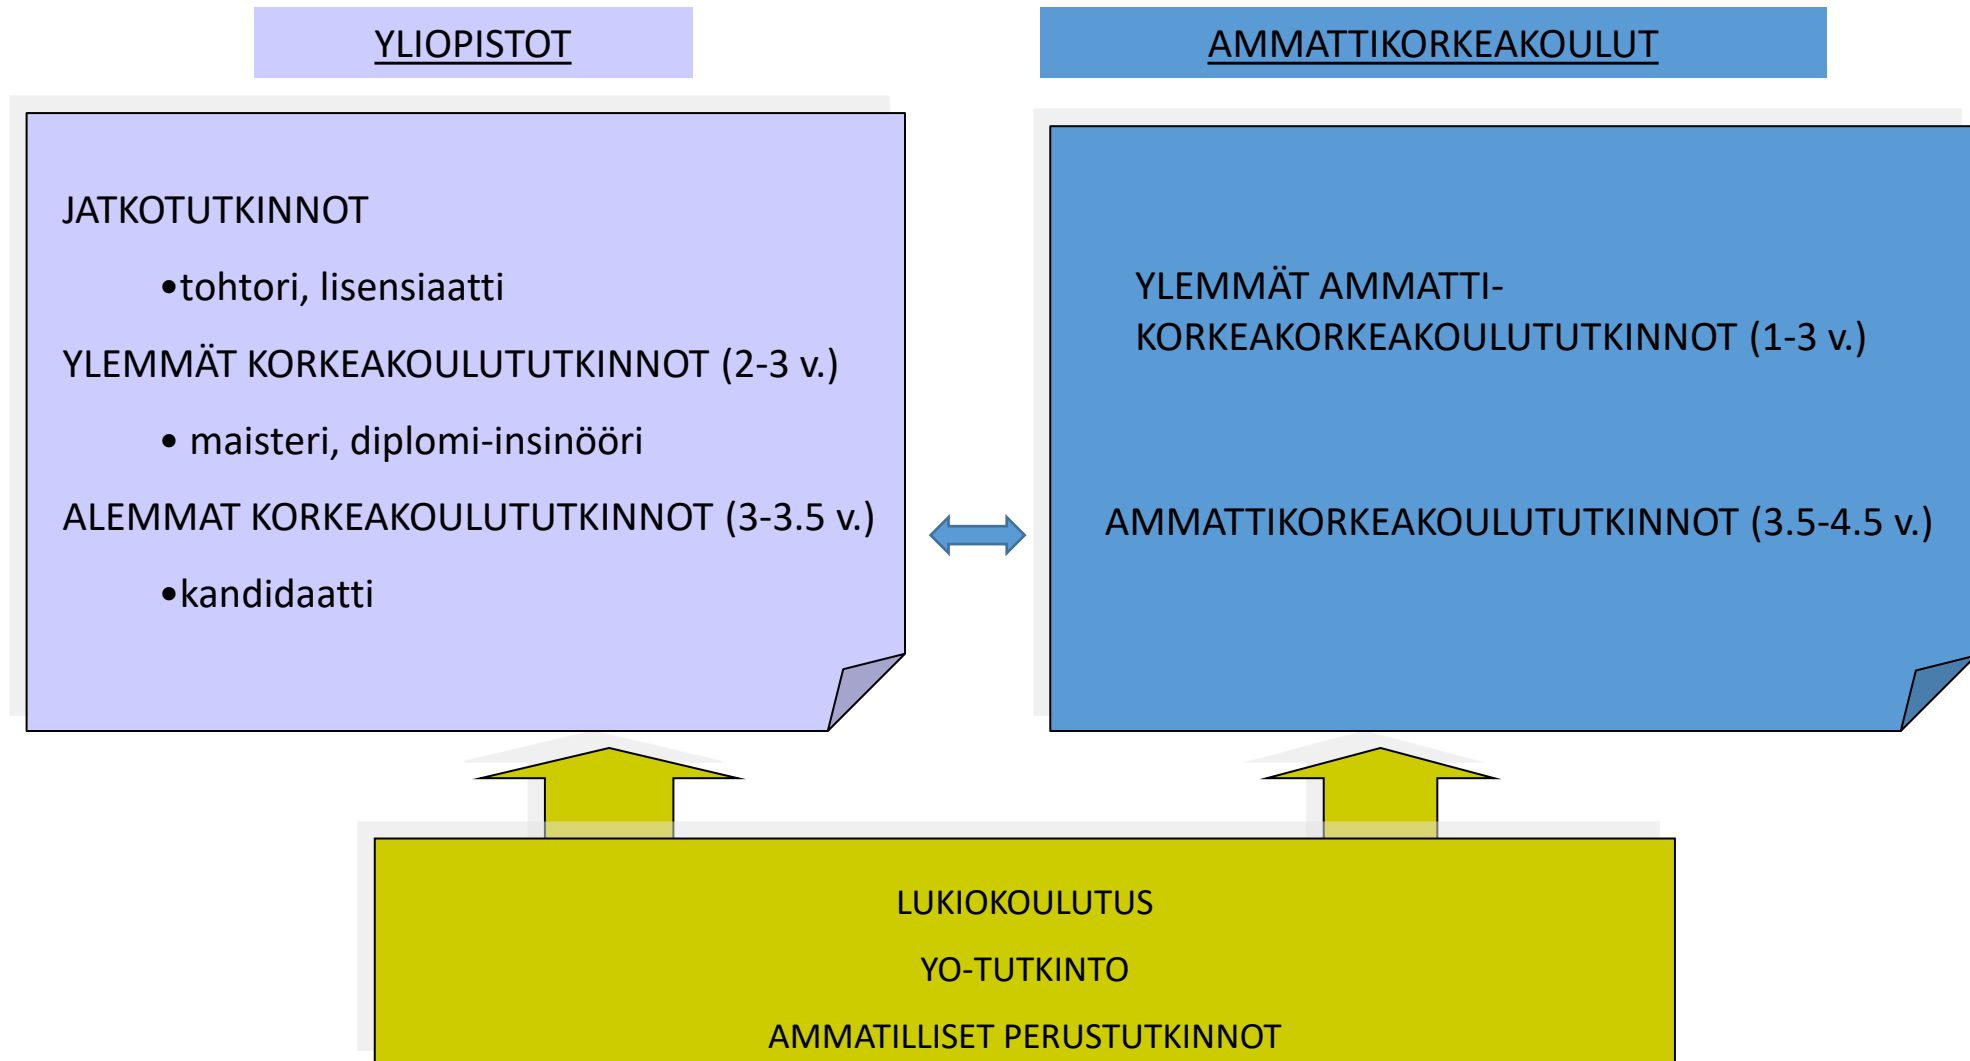 YLIOPISTOT
JATKOTUTKINNOT
•tohtori, lisensiaatti
YLEMMÄT KORKEAKOULUTUTKINNOT (2-3 v.)
• maisteri, diplomi-insinööri
ALEMMAT KORKEAKOULUTUTKINNOT (3-3.5 v.)
•kandidaatti
AMMATTIKORKEAKOULUT
YLEMMÄT AMMATTI-
KORKEAKORKEAKOULUTUTKINNOT (1-3 v.)
AMMATTIKORKEAKOULUTUTKINNOT (3.5-4.5 v.)
LUKIOKOULUTUS
YO-TUTKINTO
AMMATILLISET PERUSTUTKINNOT